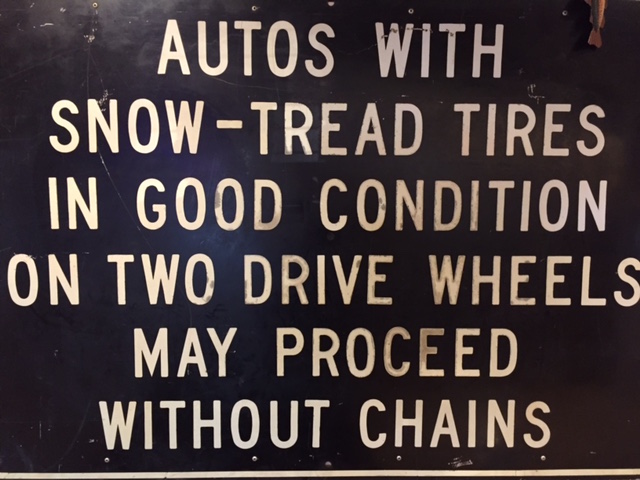 AUTOS WITH
SNOW-TREAD TIRES
IN GOOD CONDITION
ON TWO DRIVE WHEELS
MAY PROCEED
WITHOUT CHAINS